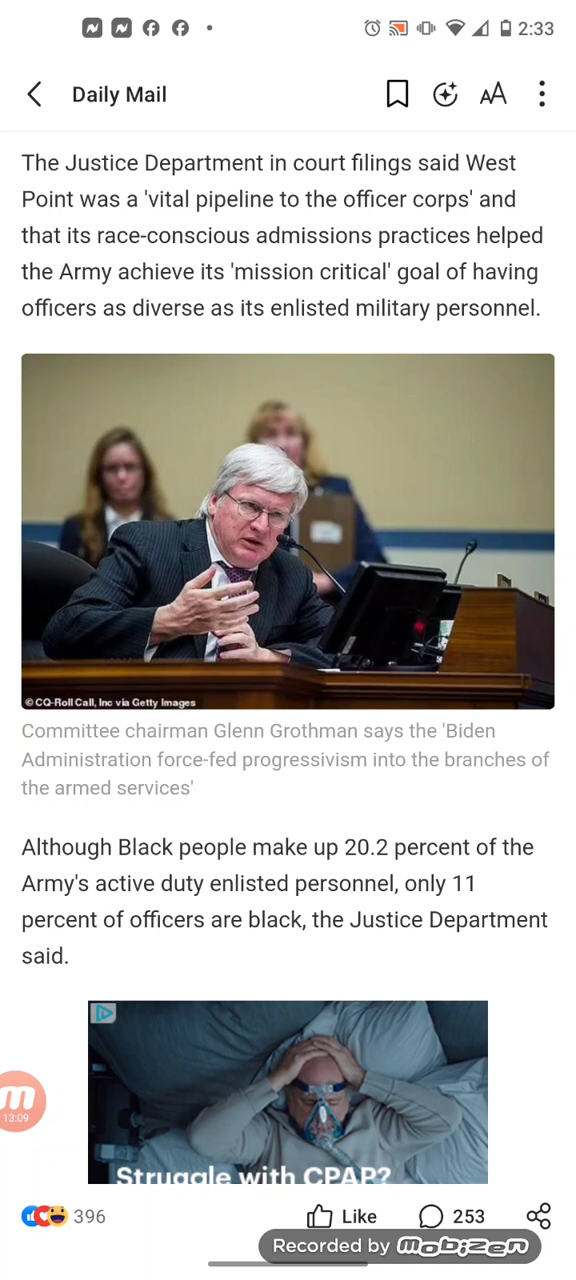 2:33
Daily Mail
AA
The Justice Department in court filings said West
Point was a 'vital pipeline to the officer corps' and
that its race-conscious admissions practices helped
the Army achieve its 'mission critical' goal of having
officers as diverse as its enlisted military personnel.
© CQ-Roll Call, Inc via Getty Images
Committee chairman Glenn Grothman says the 'Biden
Administration force-fed progressivism into the branches of
the armed services'
Although Black people make up 20.2 percent of the
Army's active duty enlisted personnel, only 11
percent of officers are black, the Justice Department
said.
Struggle with CPAP?
13:09
396
Like
253
Recorded by mobizen